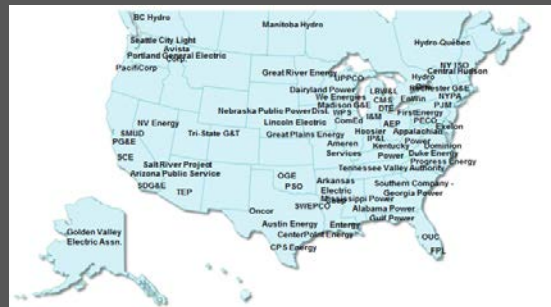 BC Hydro
Manitoba Hydro
Seattle City Light
Avista
Corp.
Portland General Electric
PacifiCorp
Hydro-Québec
NY ISO
Central Hudson
Hydro
Rochester G&E
NYPA
PJM
Great River Energy
UPPCO
Dairyland Power
We Energies
Madison G&E
WPS
ComEd
CMS
DTE
I&M
AEP
EnWin
FirstEnergy
PECO
Exelon
Nebraska Public Power Dist.
Lincoln Electric
Great Plains Energy
NV Energy
Tri-State G&T
SMUD
PG&E
SCE
SDG&E
Salt River Project
Arizona Public Service
TEP
Hoosier
IP&L
Kentucky
Power
Appalachian
Power
Dominion
Duke Energy
Progress Energy
Ameren
Services
Tennessee Valley Authority
OGE
PSO
Arkansas
Electric
Southern Company -
Georgia Power
Mississippi Power
SWEPCO
Alabama Power
Gulf Power
Oncor
Austin Energy
Entergy
CenterPoint Energy
CPS Energy
OUC
FPL
Golden Valley
Electric Assn.